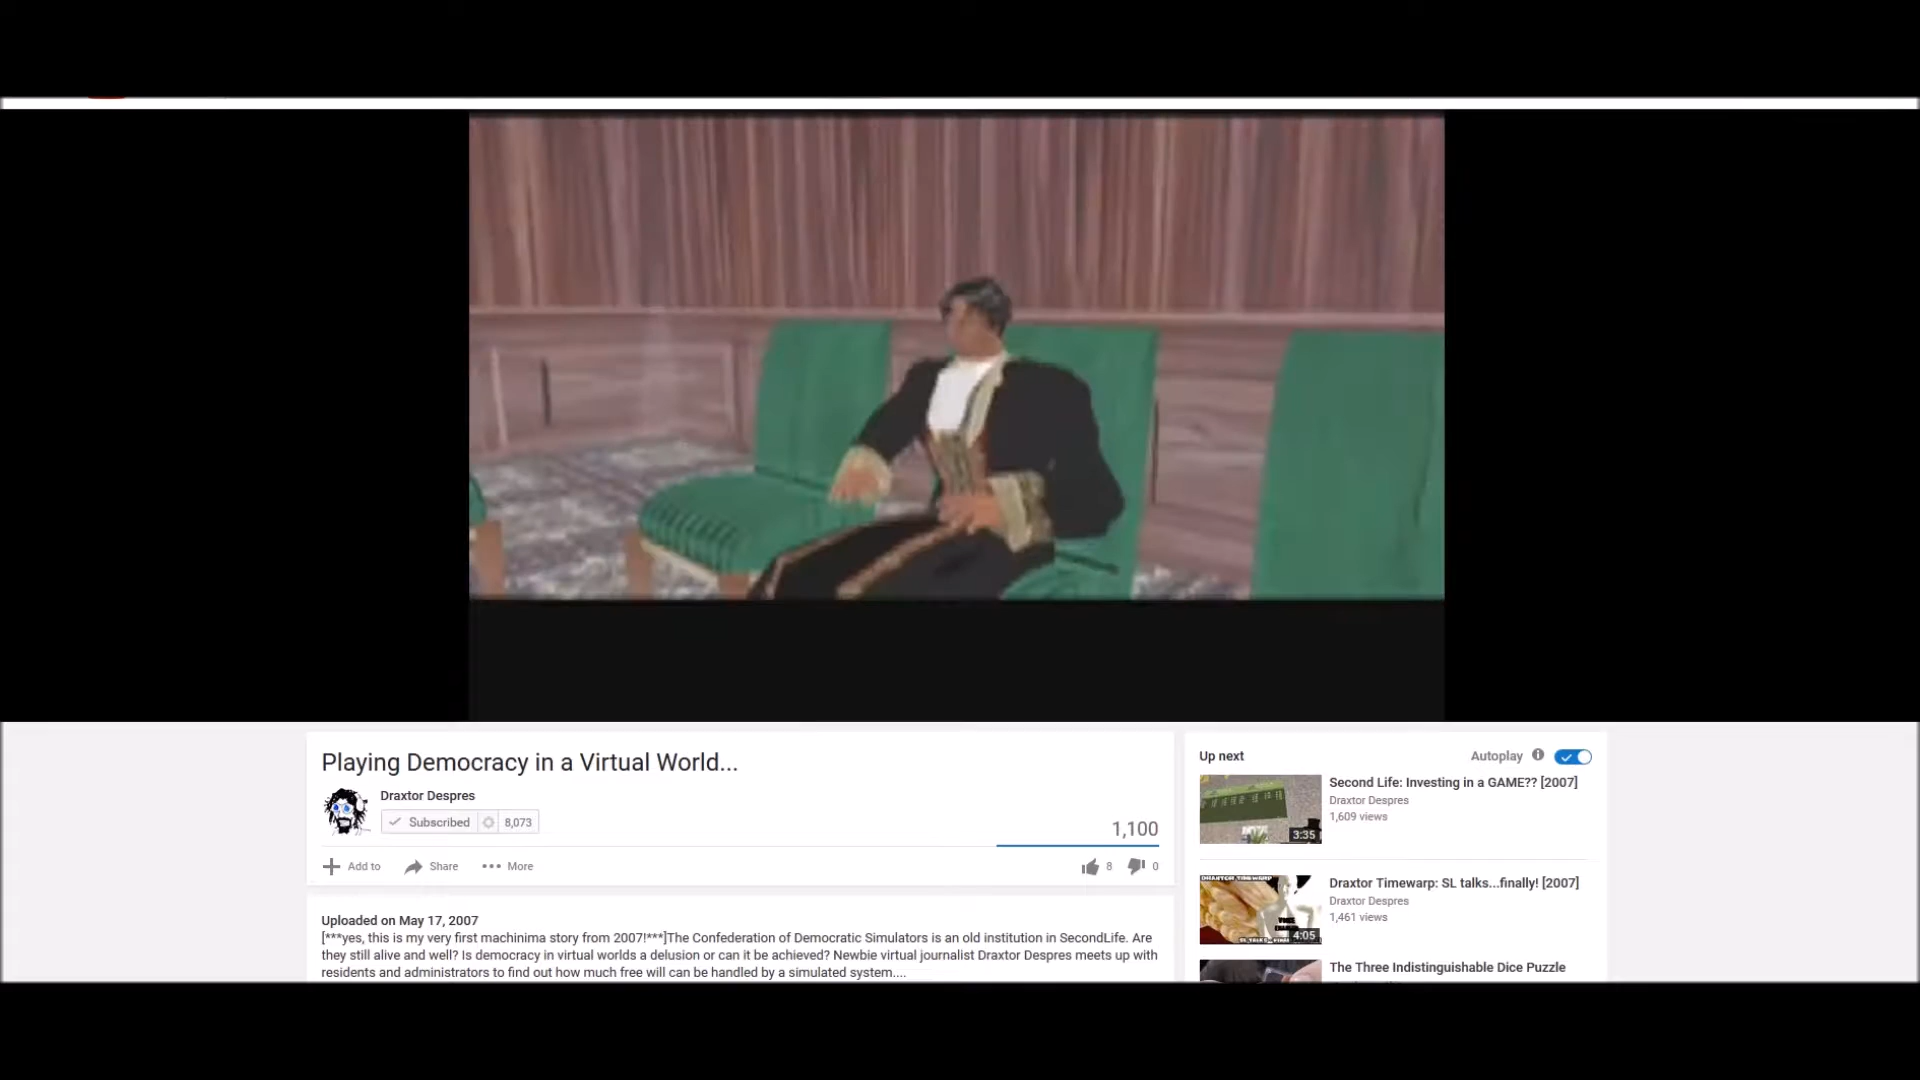 Playing Democracy in a Virtual World...
Draxtor Despres
Subscribed 8,073
1,100
Add to Share More 8 0
Uploaded on May 17, 2007
[***yes, this is my very first machinima story from 2007!***]The Confederation of Democratic Simulators is an old institution in SecondLife. Are
they still alive and well? Is democracy in virtual worlds a delusion or can it be achieved? Newbie virtual journalist Draxtor Despres meets up with
residents and administrators to find out how much free will can be handled by a simulated system....
Up next Autoplay
Second Life: Investing in a GAME?? [2007]
Draxtor Despres
1,609 views
3:35
Draxtor Timewarp: SL talks...finally! [2007]
Draxtor Despres
1,461 views
4:05
The Three Indistinguishable Dice Puzzle